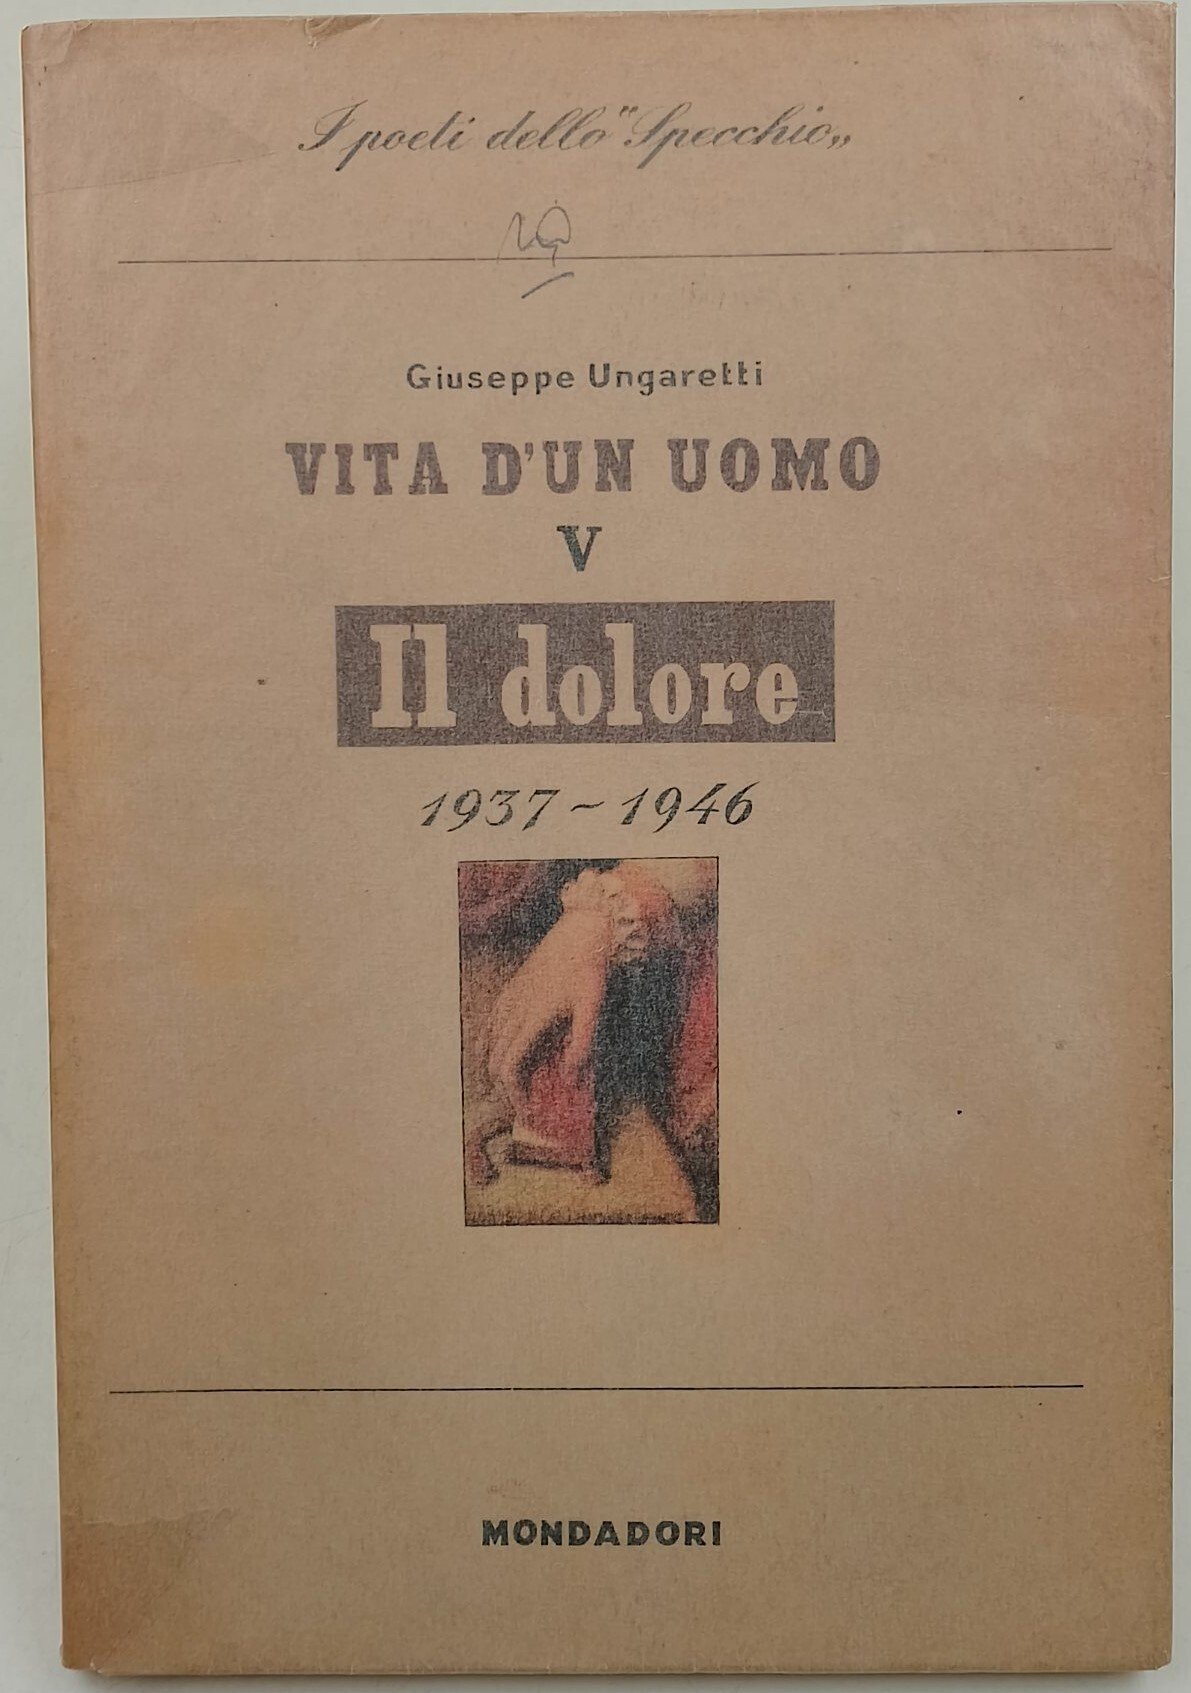 I poeti dello "Specchio„
Giuseppe Ungaretti
VITA D'UN UOMO
V
Il dolore
1937-1946
MONDADORI